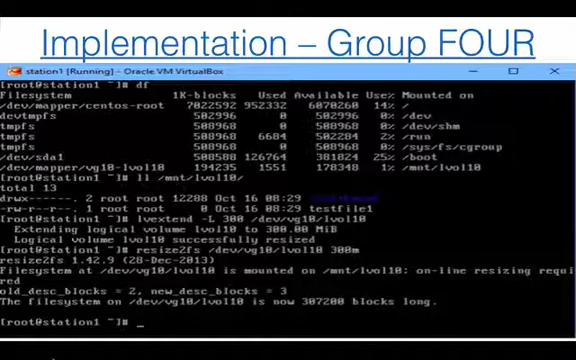 Implementation – Group FOUR
station1 [Running] - Oracle VM VirtualBox
[root@station1 ~]# df
Filesystem 1K-blocks Used Available Use% Mounted on
/dev/mapper/centos-root 7022592 952332 6070260 14% /
devtmpfs 502996 0 502996 0% /dev
tmpfs 508968 0 508968 0% /dev/shm
tmpfs 508968 6684 502284 2% /run
tmpfs 508968 0 508968 0% /sys/fs/cgroup
/dev/sda1 508588 126764 381824 25% /boot
/dev/mapper/vg10-lvol10 194235 1551 178348 1% /mnt/lvol10
[root@station1 ~]# ll /mnt/lvol10/
total 13
drwx------. 2 root root 12288 Oct 16 08:29
-rw-r--r--. 1 root root 0 Oct 16 08:29 testfile1
[root@station1 ~]# lvextend -L 300 /dev/vg10/lvol10
Extending logical volume lvol10 to 300.00 MiB
Logical volume lvol10 successfully resized
[root@station1 ~]# resize2fs /dev/vg10/lvol10 300m
resize2fs 1.42.9 (28-Dec-2013)
Filesystem at /dev/vg10/lvol10 is mounted on /mnt/lvol10; on-line resizing requi
red
old_desc_blocks = 2, new_desc_blocks = 3
The filesystem on /dev/vg10/lvol10 is now 307200 blocks long.
[root@station1 ~]# _